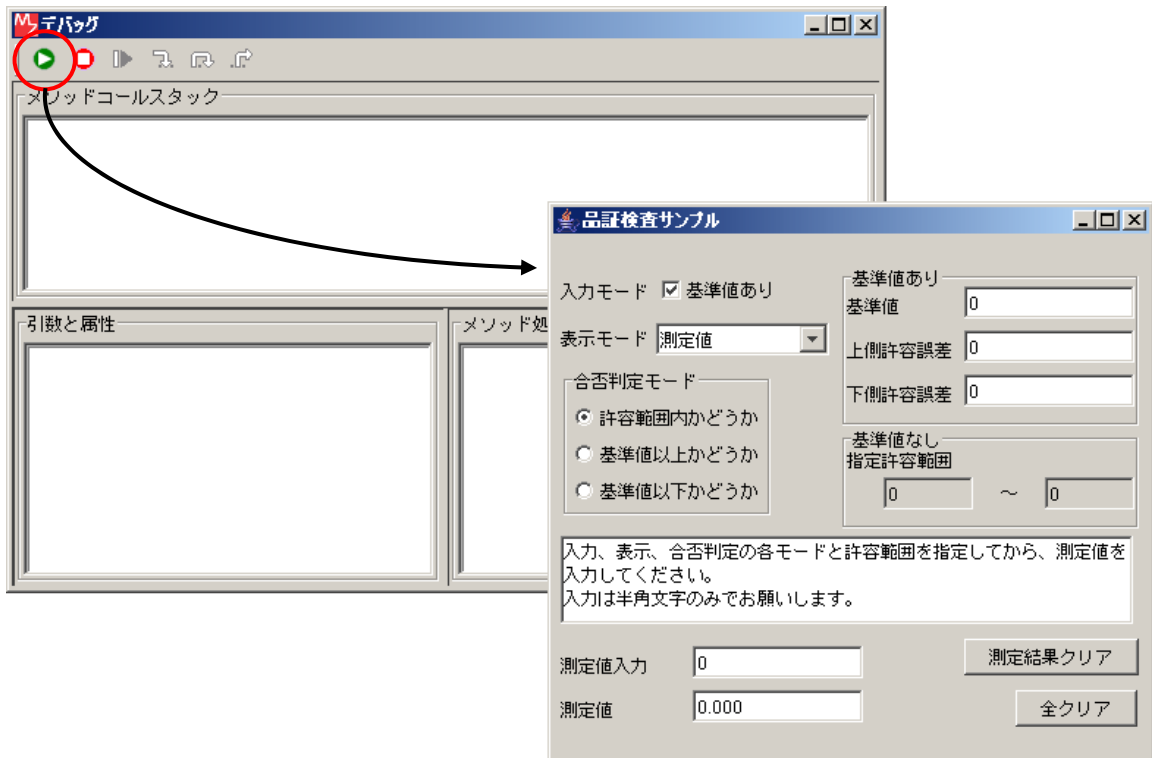 デバッグ
メソッドコールスタック
引数と属性
メソッド処
品証検査サンプル
入力モード 基準値あり
表示モード 測定値
合否判定モード
許容範囲内かどうか
基準値以上かどうか
基準値以下かどうか
基準値あり
基準値 0
上側許容誤差 0
下側許容誤差 0
基準値なし
指定許容範囲
0 ～ 0
入力、表示、合否判定の各モードと許容範囲を指定してから、測定値を
入力してください。
入力は半角文字のみでお願いします。
測定値入力 0
測定結果クリア
測定値 0.000
全クリア